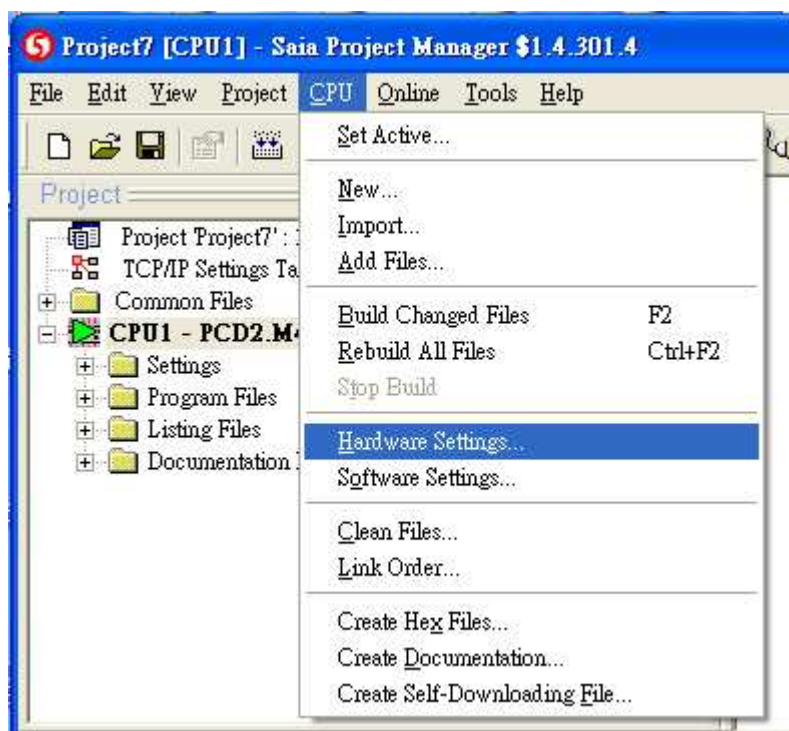 Project7 [CPU1] - Saia Project Manager $1.4.301.4
File Edit View Project CPU Online Tools Help
Set Active...
New...
Import...
Add Files...
Build Changed Files F2
Rebuild All Files Ctrl+F2
Stop Build
Hardware Settings...
Software Settings...
Clean Files...
Link Order...
Create Hex Files...
Create Documentation...
Create Self-Downloading File...
Project
Project 'Project7' :
TCP/IP Settings Ta
Common Files
CPU1 - PCD2.M4
Settings
Program Files
Listing Files
Documentation